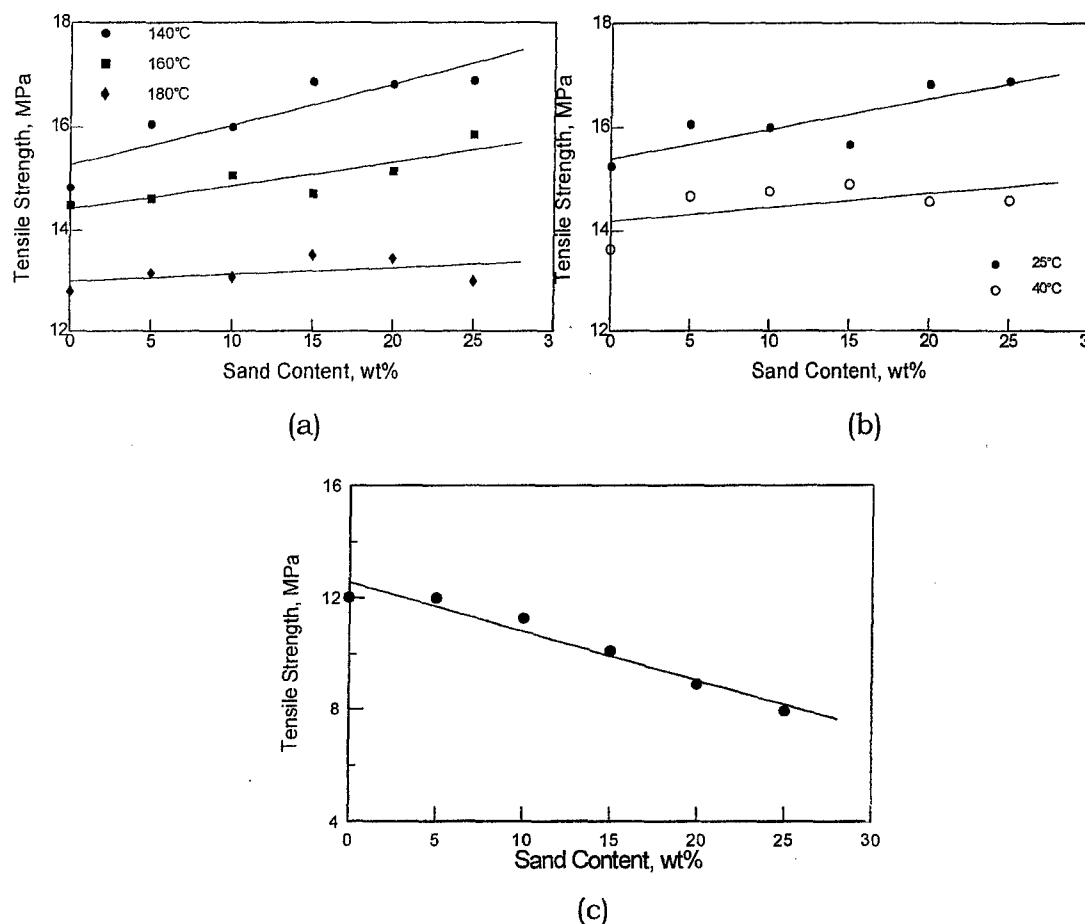 18
140°C
160°C
180°C
16
14
12
0 5 10 15 20 25 3
Tensile Strength, MPa
Sand Content, wt%
(a)
18
16
14
12
0 5 10 15 20 25 3
25°C
40°C
Tensile Strength, MPa
Sand Content, wt%
(b)
16
12
8
4
0 5 10 15 20 25 30
Tensile Strength, MPa
Sand Content, wt%
(c)